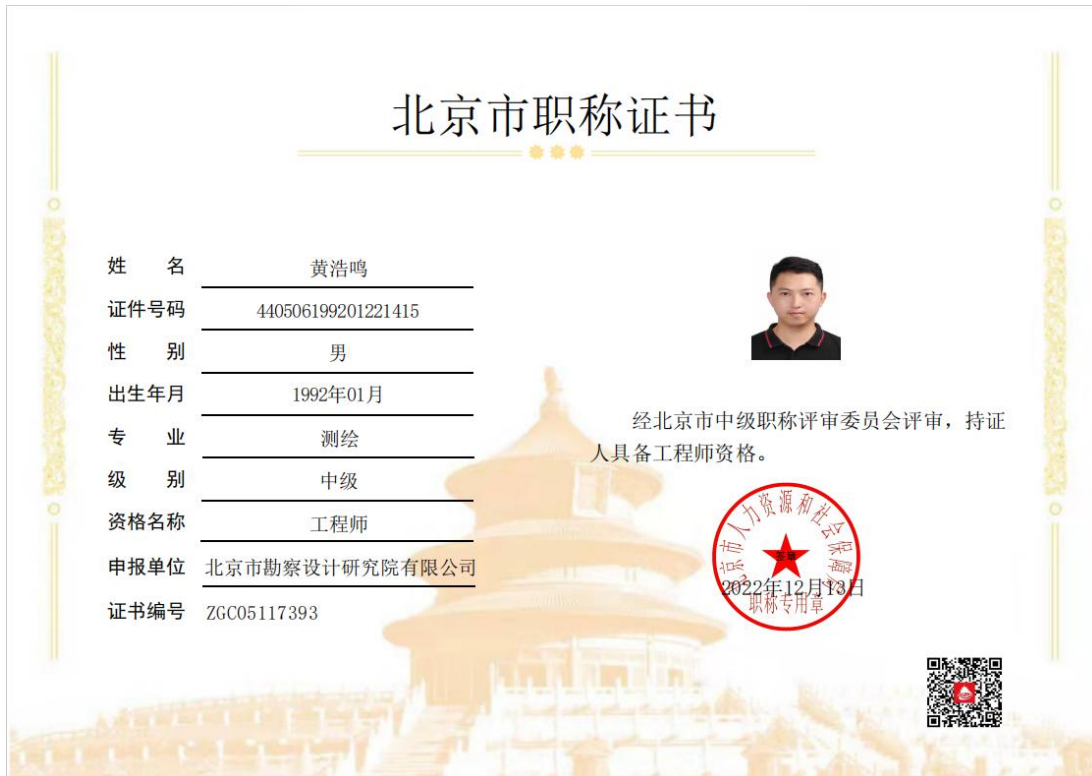 北京市职称证书
姓 名 黄浩鸣
证件号码 440506199201221415
性 别 男
出生年月 1992年01月
专 业 测绘
级 别 中级
资格名称 工程师
申报单位 北京市勘察设计研究院有限公司
证书编号 ZGC05117393
经北京市中级职称评审委员会评审，持证
人具备工程师资格。
北京市人力资源和社会保障局
2022年12月13日
职称专用章